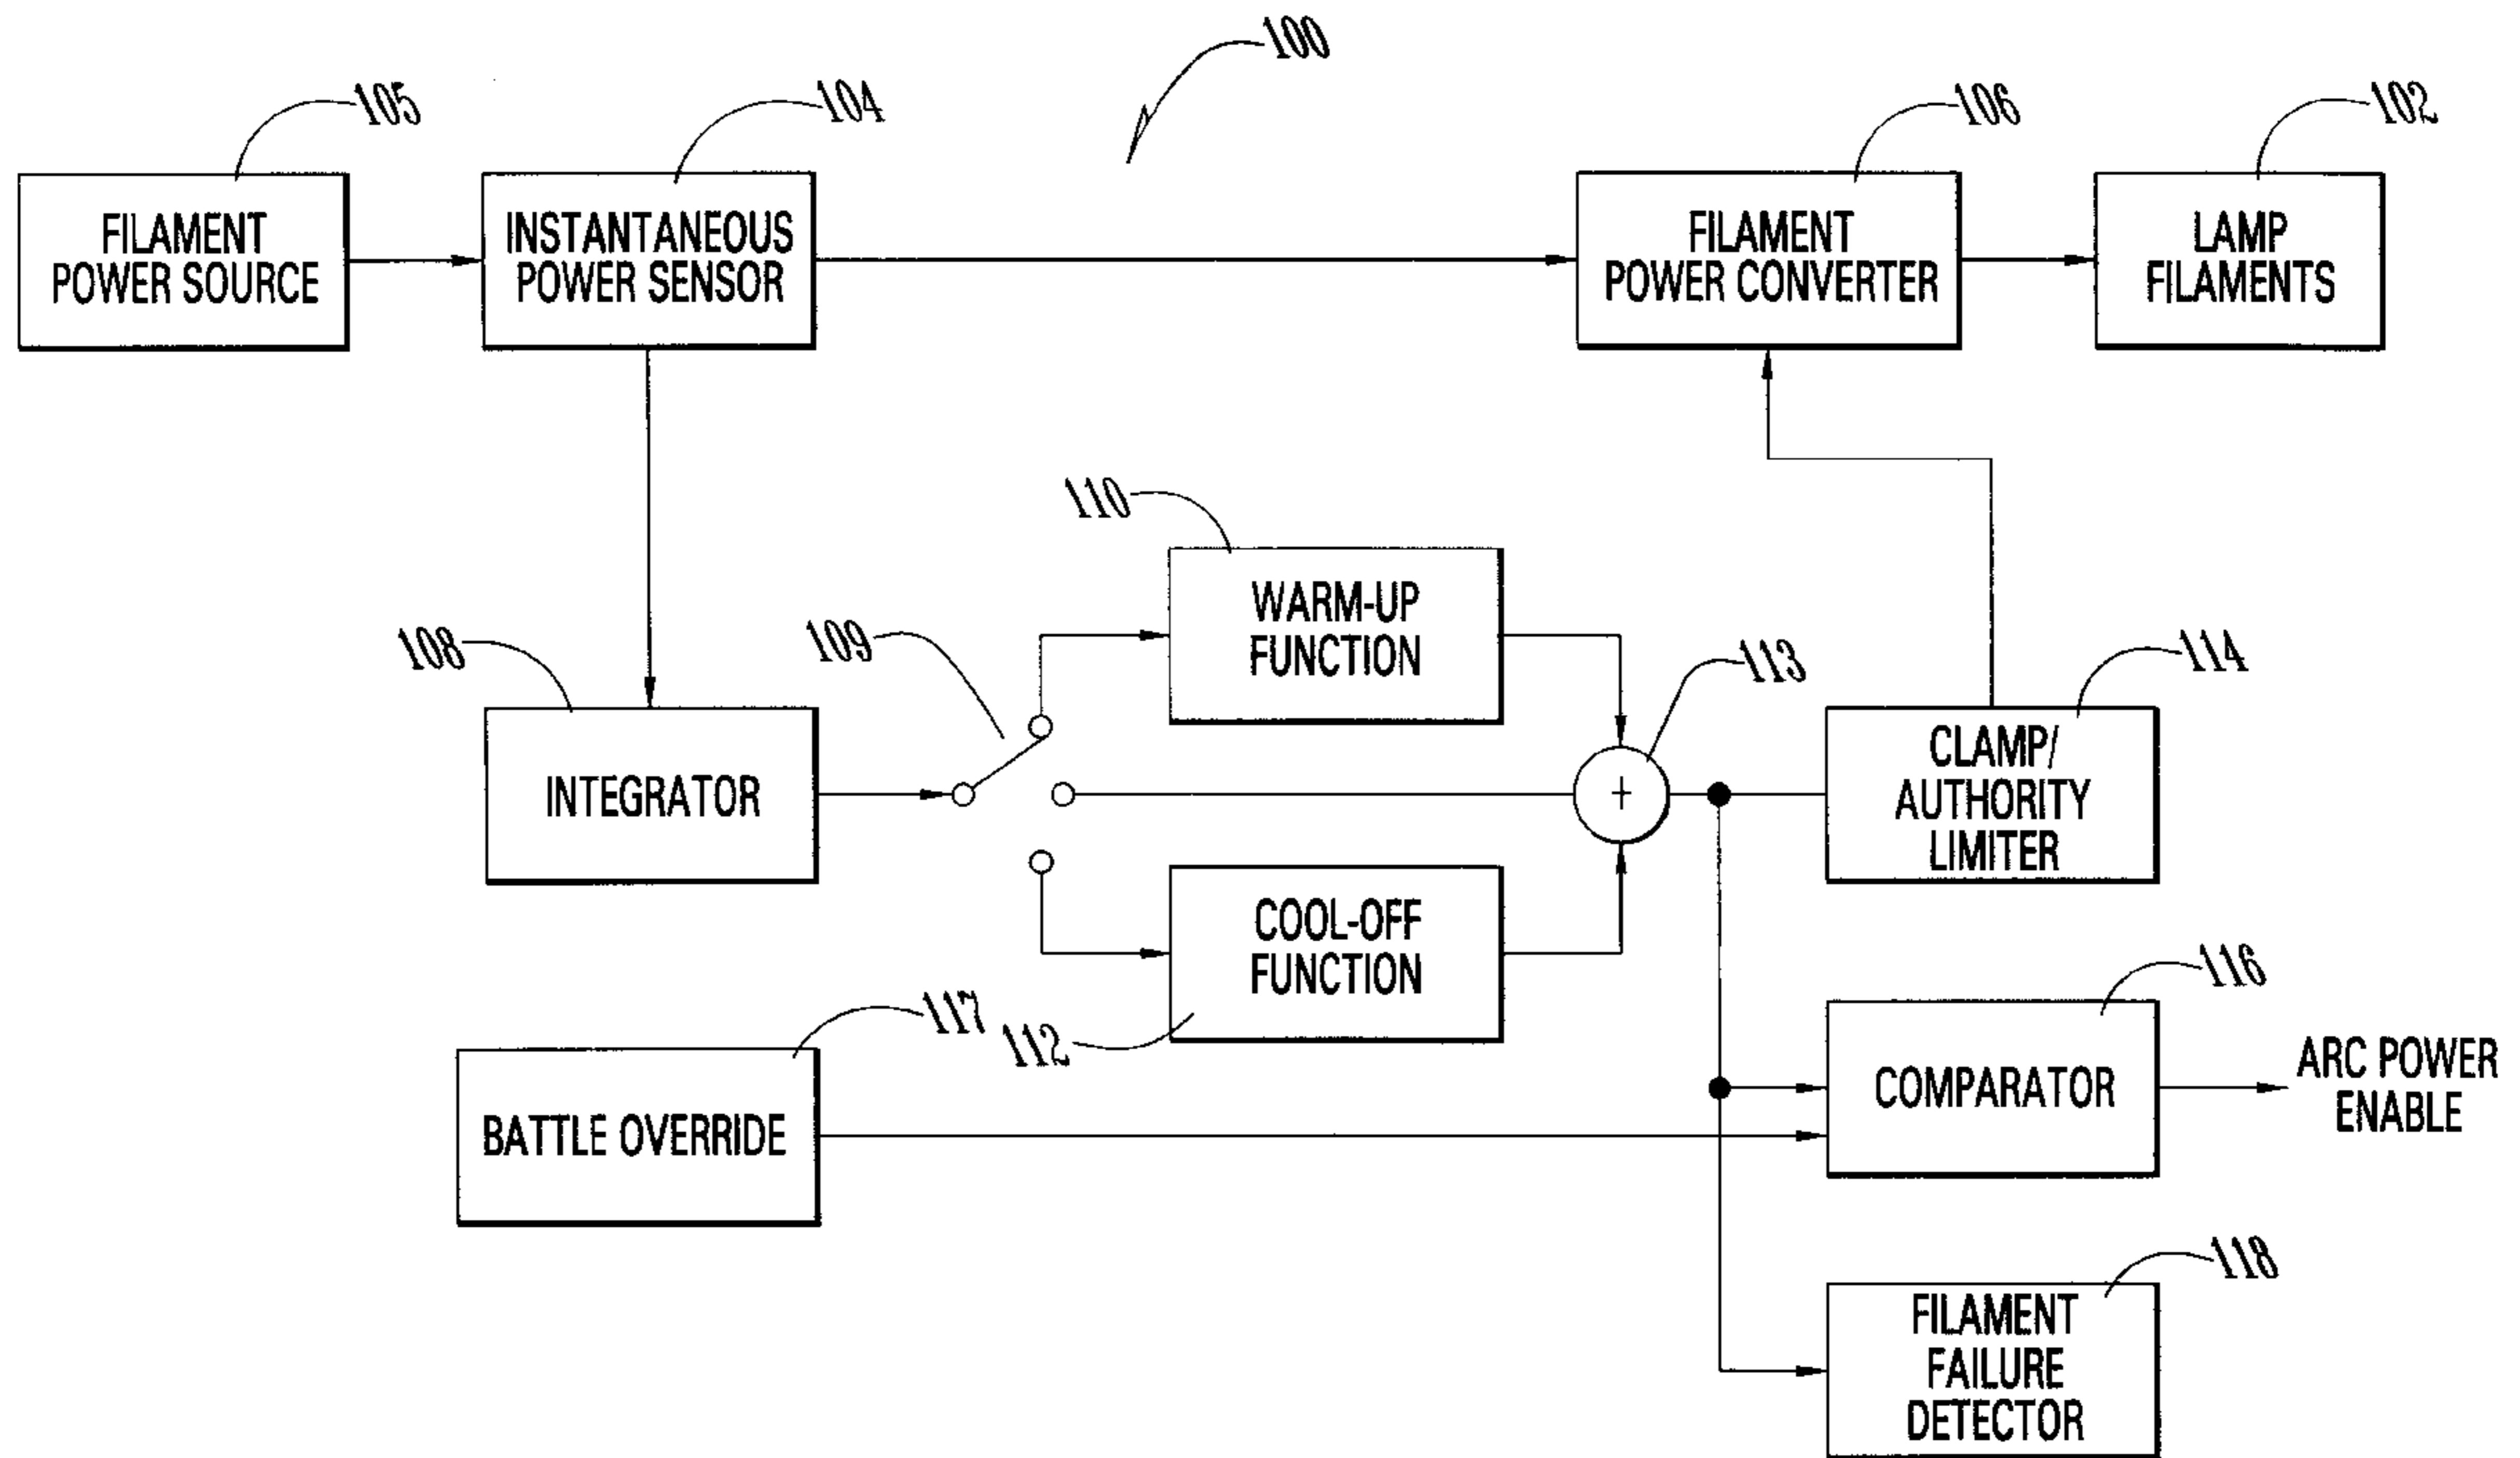 100
105
104
106
102
FILAMENT
POWER SOURCE
INSTANTANEOUS
POWER SENSOR
FILAMENT
POWER CONVERTER
LAMP
FILAMENTS
110
WARM-UP
FUNCTION
108
109
113
114
INTEGRATOR
+
CLAMP/
AUTHORITY
LIMITER
COOL-OFF
FUNCTION
112
117
BATTLE OVERRIDE
116
COMPARATOR
ARC POWER
ENABLE
118
FILAMENT
FAILURE
DETECTOR